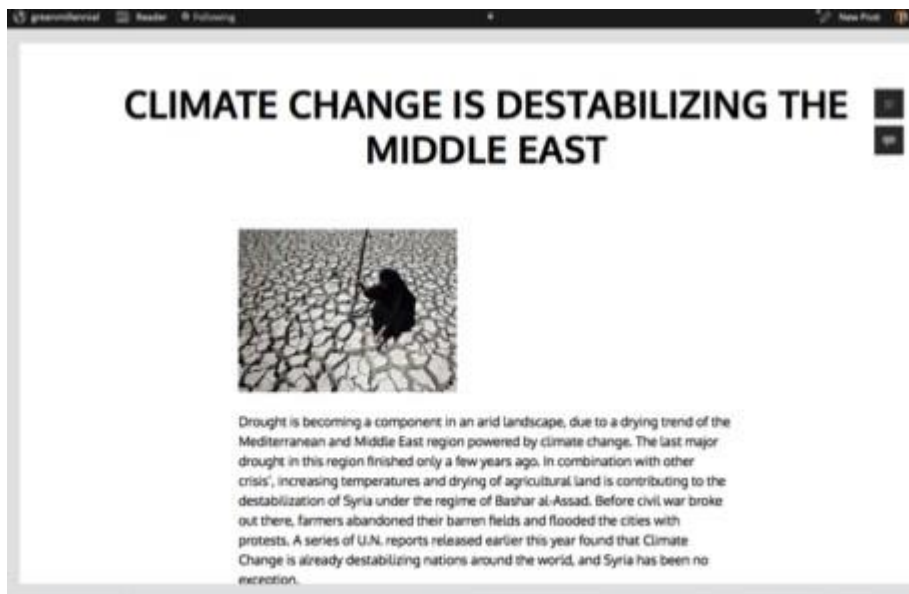 greenmillennial Reader Following New Post
CLIMATE CHANGE IS DESTABILIZING THE
MIDDLE EAST
Drought is becoming a component in an arid landscape, due to a drying trend of the
Mediterranean and Middle East region powered by climate change. The last major
drought in this region finished only a few years ago. In combination with other
crisis', increasing temperatures and drying of agricultural land is contributing to the
destabilization of Syria under the regime of Bashar al-Assad. Before civil war broke
out there, farmers abandoned their barren fields and flooded the cities with
protests. A series of U.N. reports released earlier this year found that Climate
Change is already destabilizing nations around the world, and Syria has been no
exception.